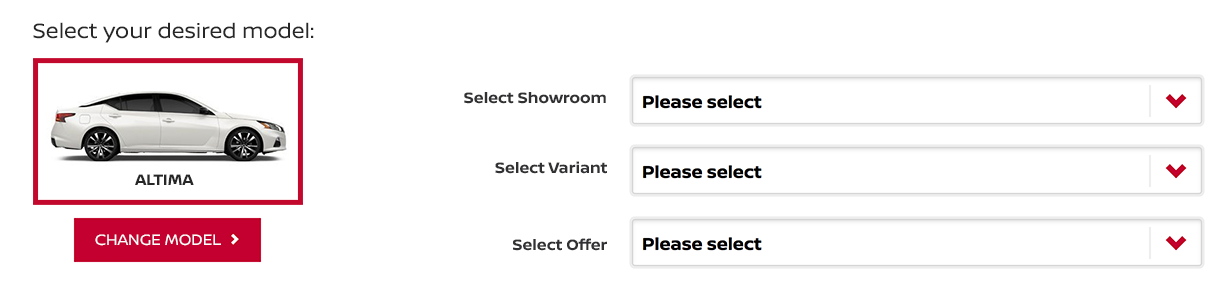 Select your desired model:
ALTIMA
CHANGE MODEL
Select Showroom
Please select
Select Variant
Please select
Select Offer
Please select